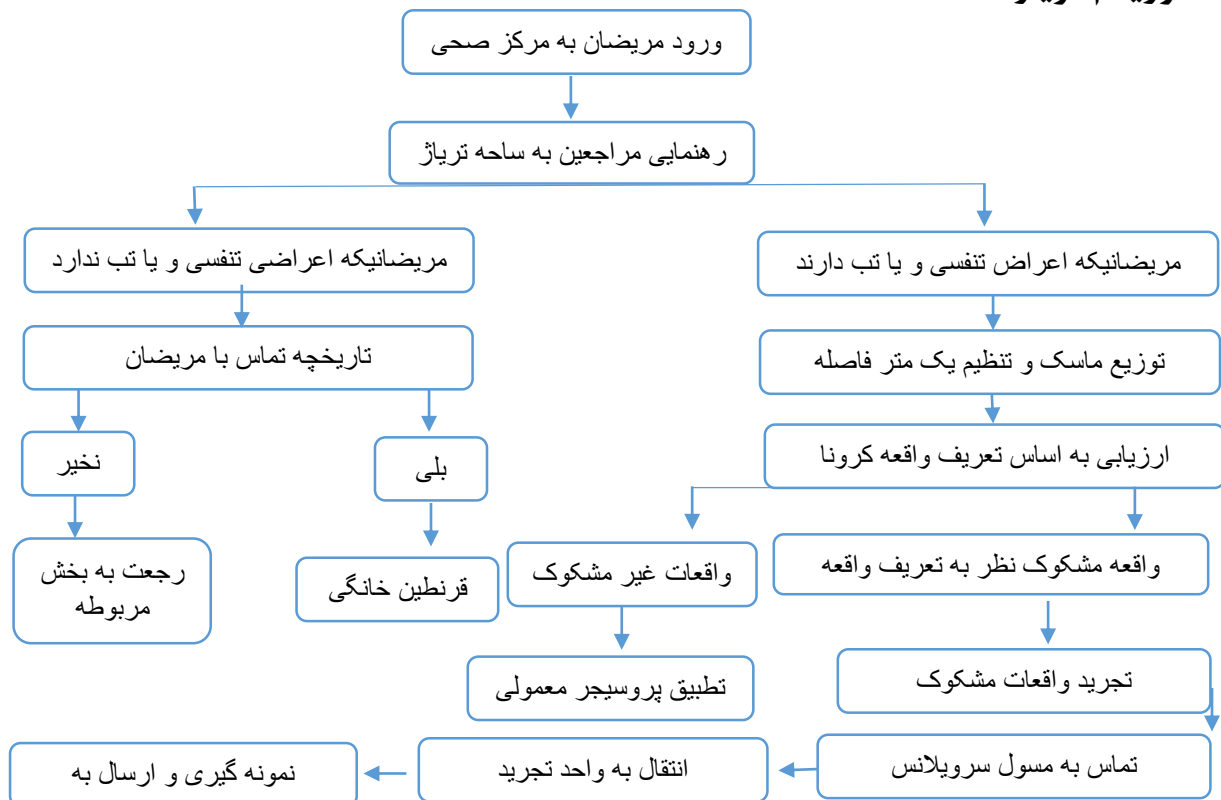 ورود مریضان به مرکز صحی
رهنمایی مراجعین به ساحه تریاژ
مریضانیکه اعراض تنفسی و یا تب دارند
مریضانیکه اعراضی تنفسی و یا تب ندارد
توزیع ماسک و تنظیم یک متر فاصله
تاریخچه تماس با مریضان
ارزیابی به اساس تعریف واقعه کرونا
بلی
نخیر
واقعه مشکوک نظر به تعریف واقعه
واقعات غیر مشکوک
قرنطین خانگی
رجعت به بخش
مربوطه
تجرید واقعات مشکوک
تطبیق پروسیجر معمولی
تماس به مسول سرویلانس
انتقال به واحد تجرید
نمونه گیری و ارسال به